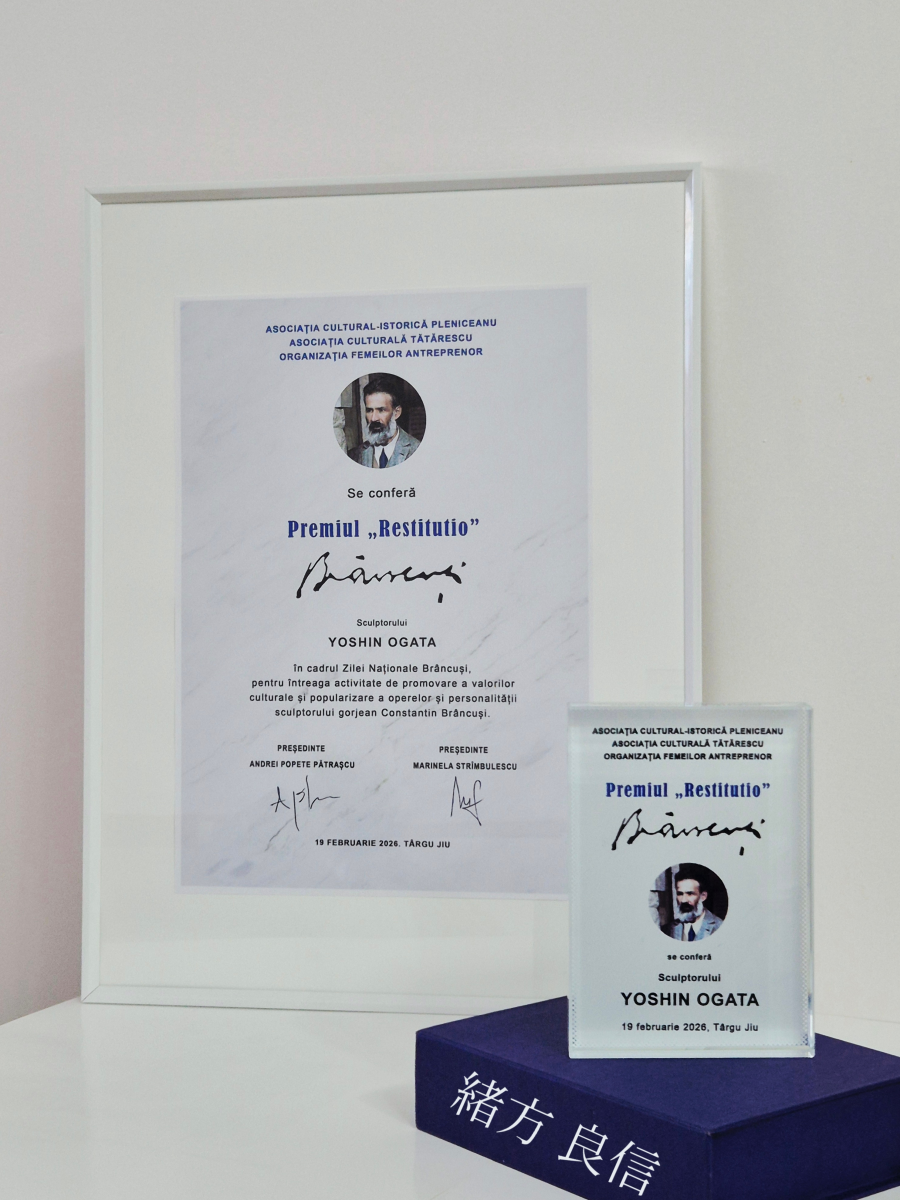 ASOCIAȚIA CULTURAL-ISTORICĂ PLENICEANU
ASOCIAȚIA CULTURALĂ TĂTĂRESCU
ORGANIZAȚIA FEMEILOR ANTREPRENOR
Se conferă
Premiul „Restitutio”
Brâncuși
Sculptorului
YOSHIN OGATA
în cadrul Zilei Naționale Brâncuși,
pentru întreaga activitate de promovare a valorilor
culturale și popularizare a operelor și personalității
sculptorului gorjean Constantin Brâncuși.
PREȘEDINTE
ANDREI POPETE PĂTRAȘCU
PREȘEDINTE
MARINELA STRÎMBULESCU
19 FEBRUARIE 2026. TÂRGU JIU
ASOCIAȚIA CULTURAL-ISTORICĂ PLENICEANU
ASOCIAȚIA CULTURALĂ TĂTĂRESCU
ORGANIZAȚIA FEMEILOR ANTREPRENOR
Premiul „Restitutio”
Brâncuși
se conferă
Sculptorului
YOSHIN OGATA
19 februarie 2026, Târgu Jiu
緒方 良信